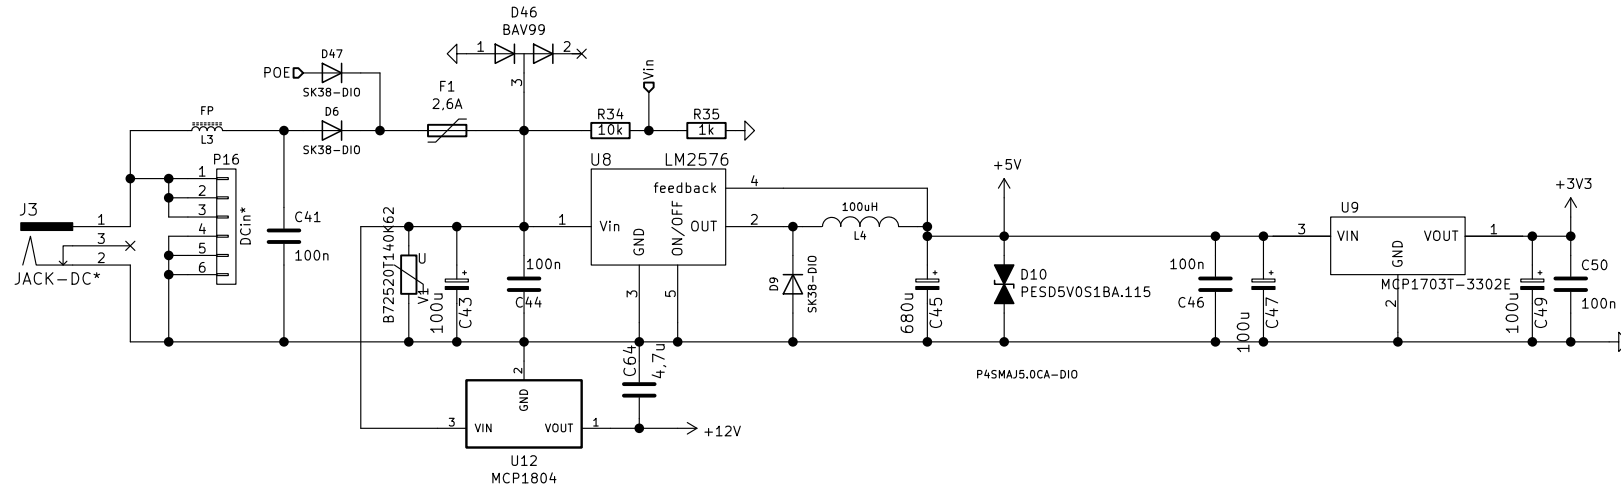 D46
BAV99
1
2
3
D47
POE
SK38-DIO
Vin
F1
2,6A
FP
L3
D6
SK38-DIO
R34
10k
R35
1k
P16
1
2
3
4
5
6
DCin*
J3
1
3
2
JACK-DC*
C41
100n
U8
LM2576
feedback
4
Vin
1
GND
3
ON/OFF
5
OUT
2
B72520T140K62
U
V1
100u
C43
100n
C44
100uH
L4
D9
SK38-DIO
680u
C45
+5V
D10
PESD5V0S1BA.115
P4SMAJ5.0CA-DIO
100n
C46
100u
C47
U9
3
VIN
VOUT
1
GND
2
MCP1703T-3302E
+3V3
100u
C49
C50
100n
C64
4,7u
2
GND
3
VIN
VOUT
1
+12V
U12
MCP1804